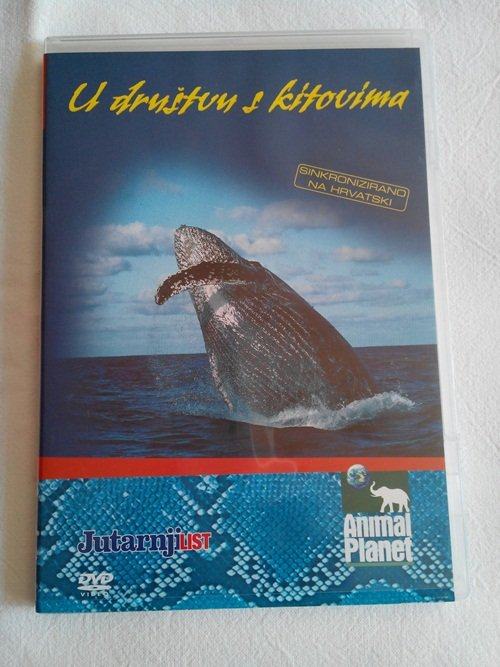 U društvu s kitovima
SINKRONIZIRANO
NA HRVATSKI
JutarnjiLIST
Animal
Planet
DVD
VIDEO